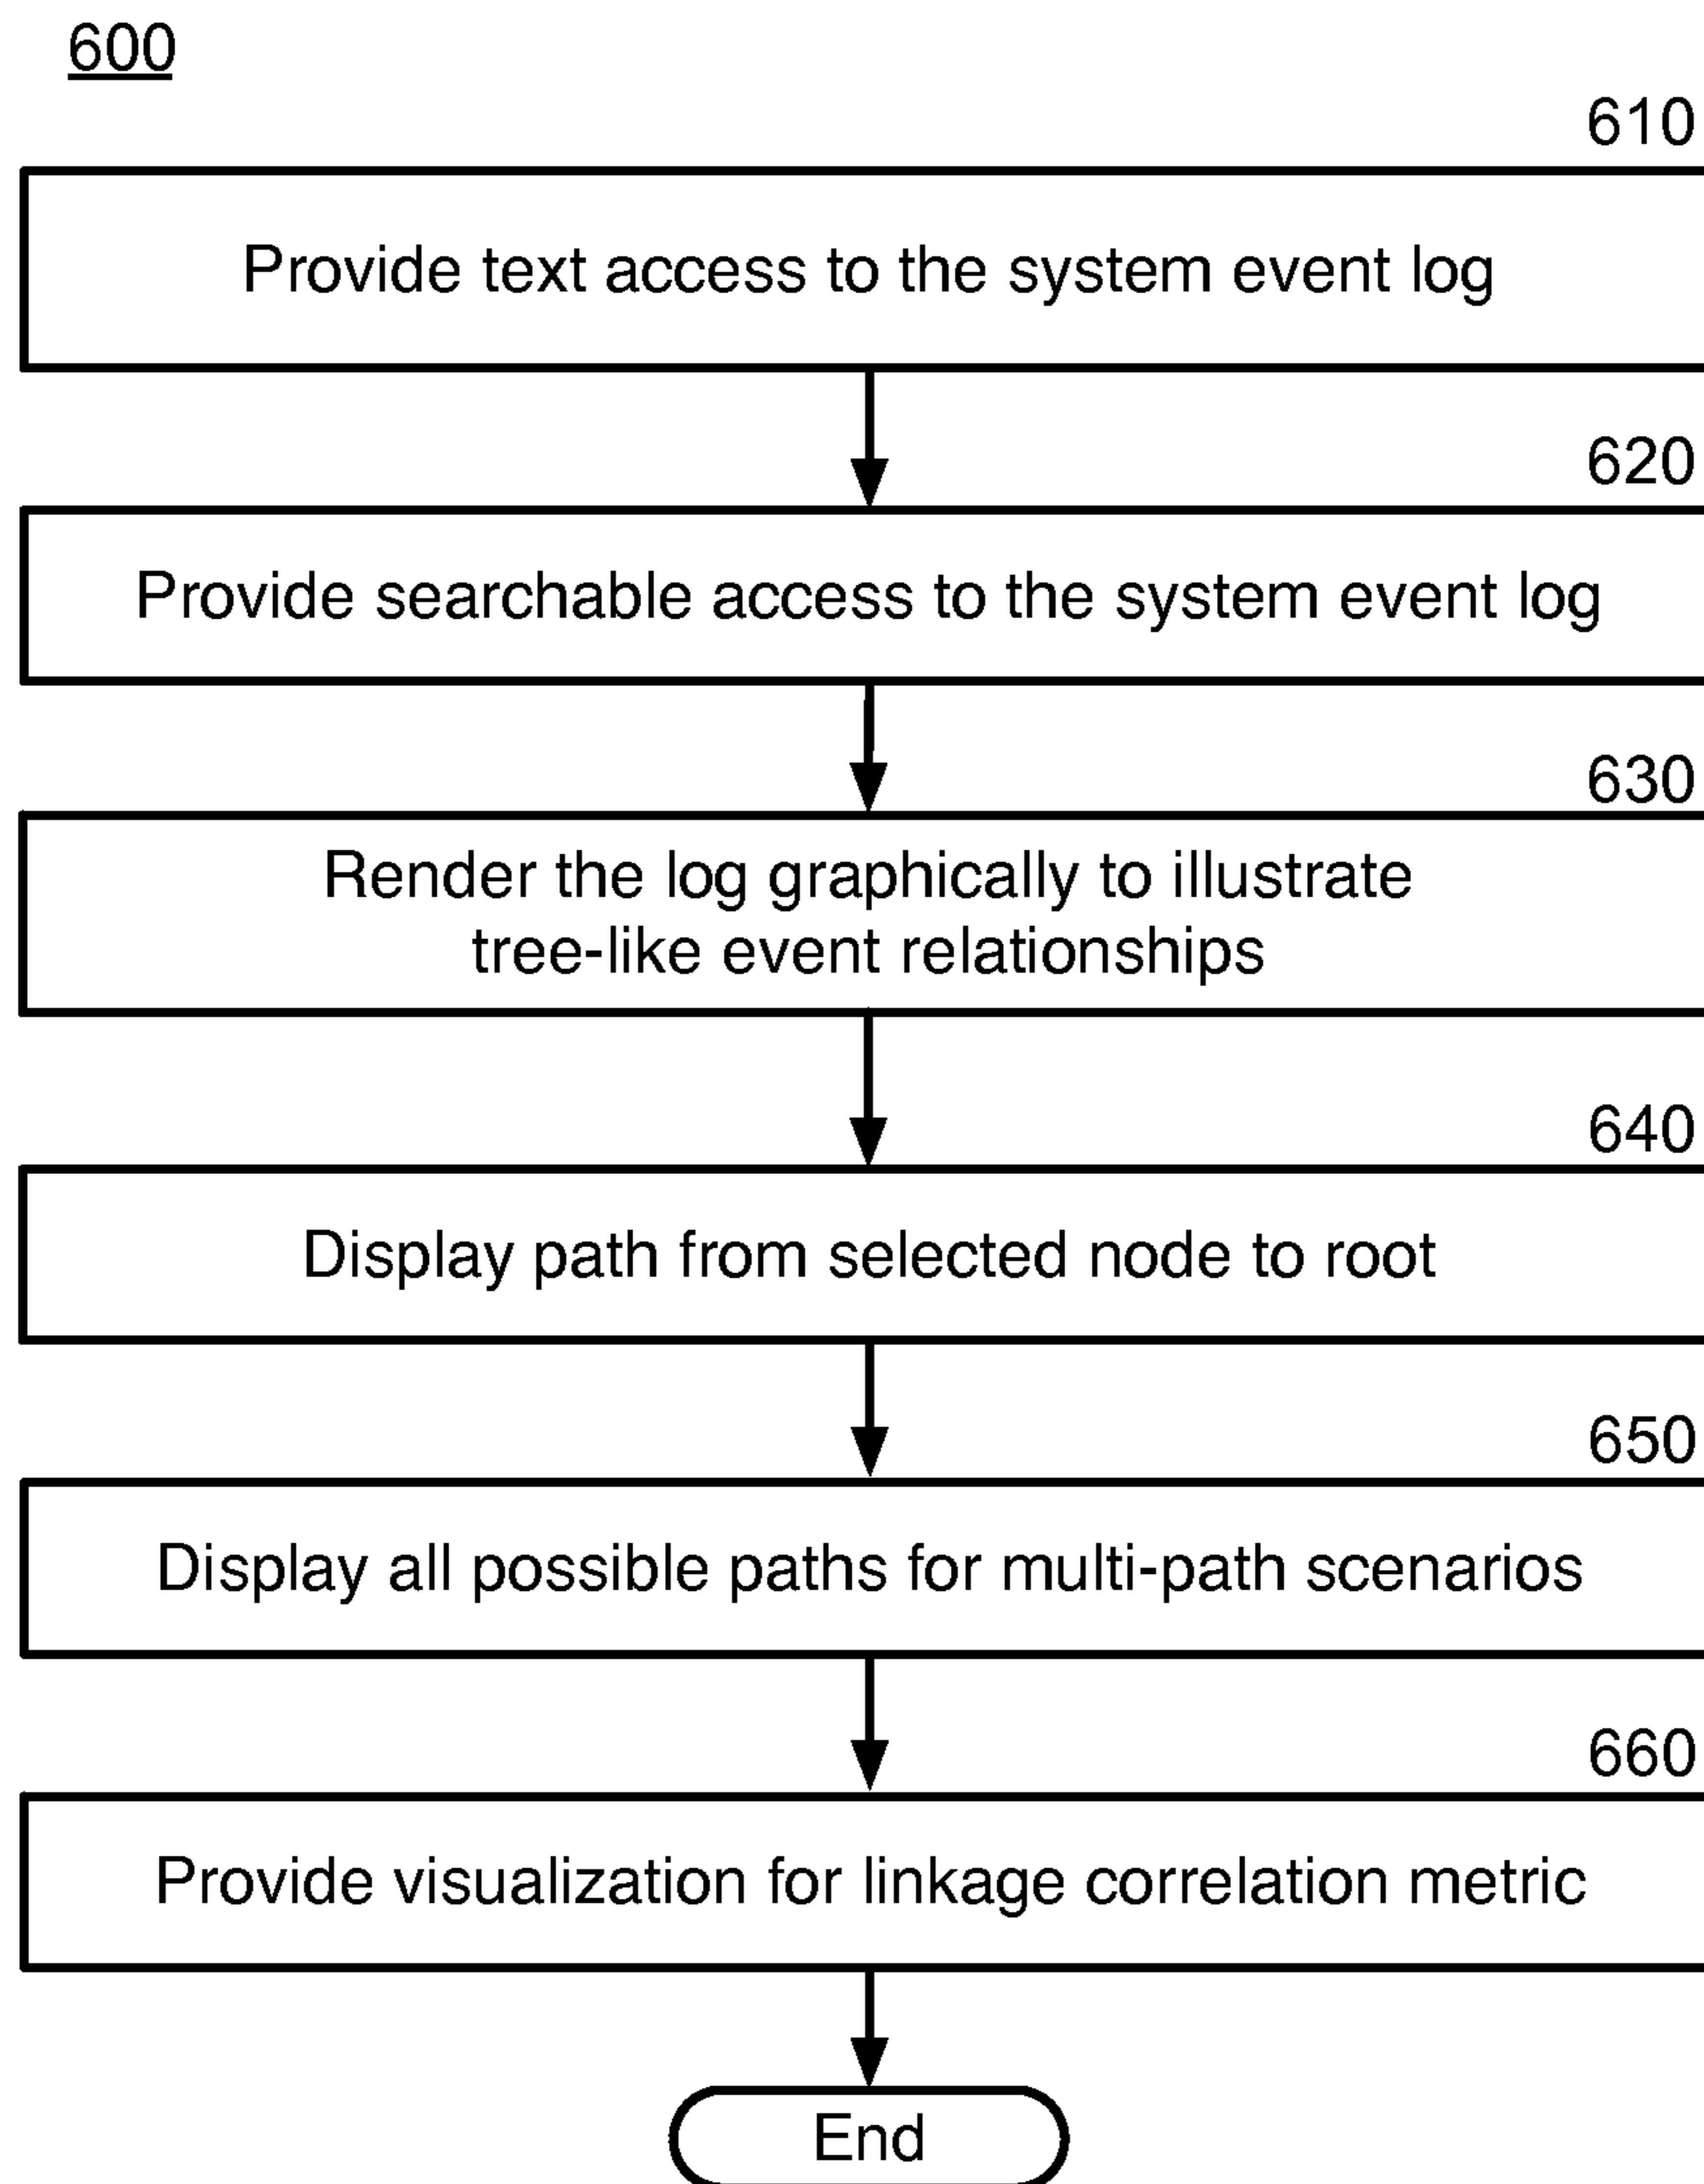 600
610
Provide text access to the system event log
620
Provide searchable access to the system event log
630
Render the log graphically to illustrate
tree-like event relationships
640
Display path from selected node to root
650
Display all possible paths for multi-path scenarios
660
Provide visualization for linkage correlation metric
End